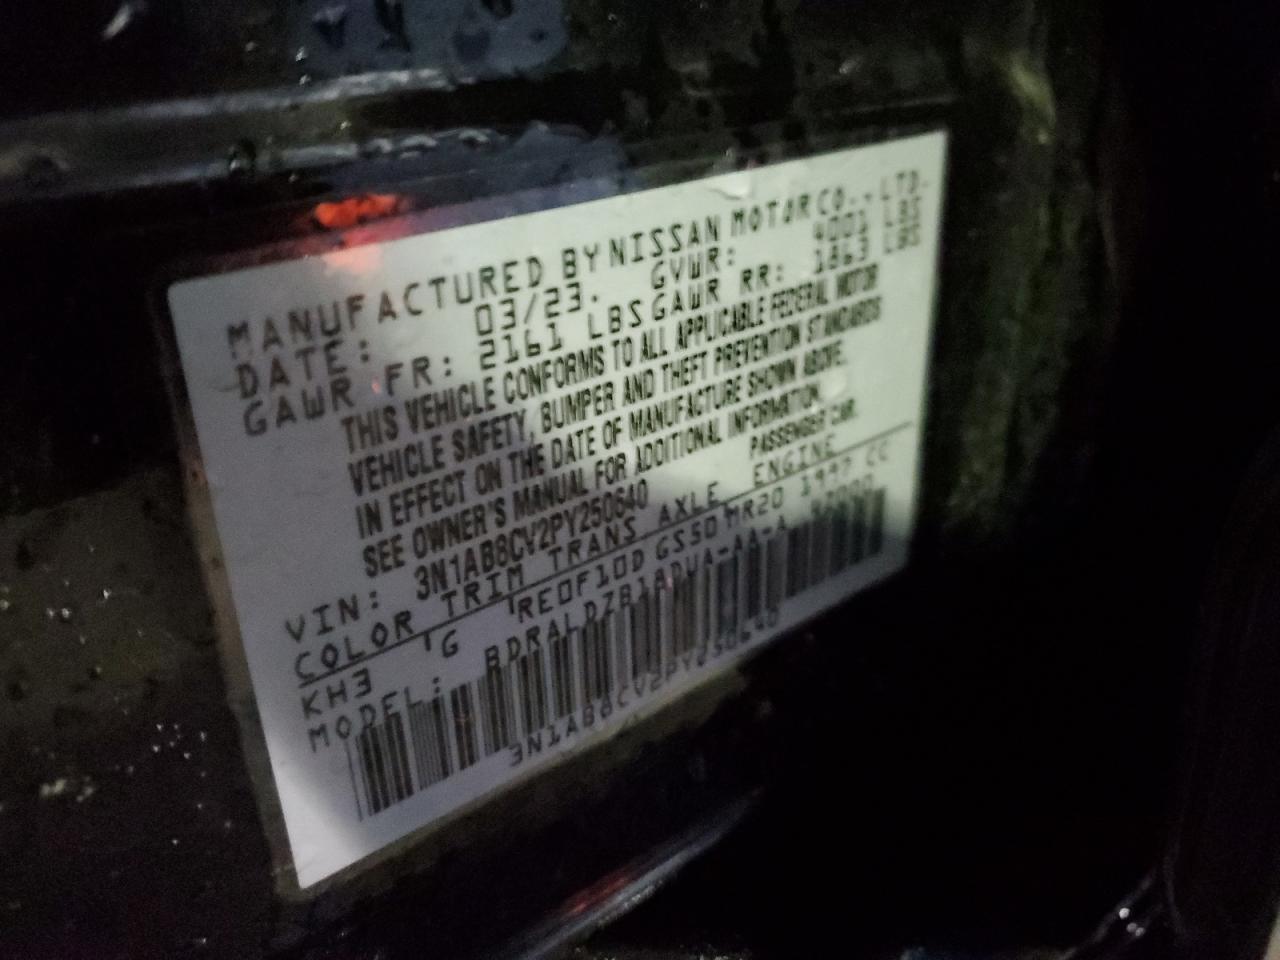 MANUFACTURED BY NISSAN MOTOR CO., LTD.
DATE: 03/23. GVWR: 4001 LBS
GAWR FR: 2161 LBS GAWR RR: 1863 LBS
THIS VEHICLE CONFORMS TO ALL APPLICABLE FEDERAL MOTOR
VEHICLE SAFETY, BUMPER AND THEFT PREVENTION STANDARDS
IN EFFECT ON THE DATE OF MANUFACTURE SHOWN ABOVE.
SEE OWNER'S MANUAL FOR ADDITIONAL INFORMATION.
VIN: 3N1AB8CV2PY250640 PASSENGER CAR.
COLOR TRIM TRANS AXLE ENGINE
KH3 'G 'RE0F10D GS50 MR20 1997 CC
MODEL: BDRALDZB18DUA-AA-A
3N1AB8CV2PY250640